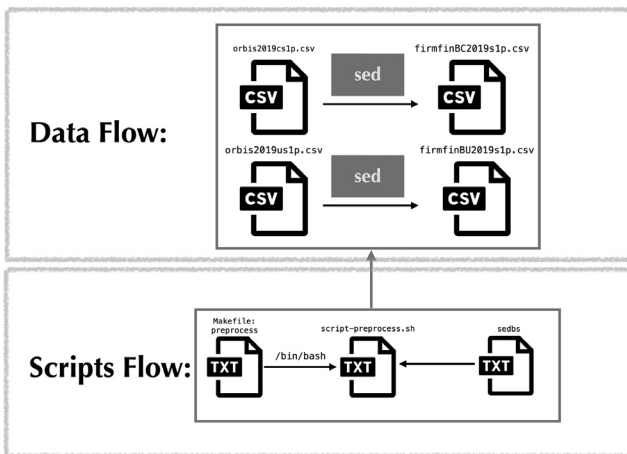 orbis2019cs1p.csv
firmfinBC2019s1p.csv
sed
CSV
CSV
Data Flow:
orbis2019us1p.csv
firmfinBU2019s1p.csv
sed
CSV
CSV
Makefile:
preprocess
script-preprocess.sh
sedbs
/bin/bash
Scripts Flow:
TXT
TXT
TXT